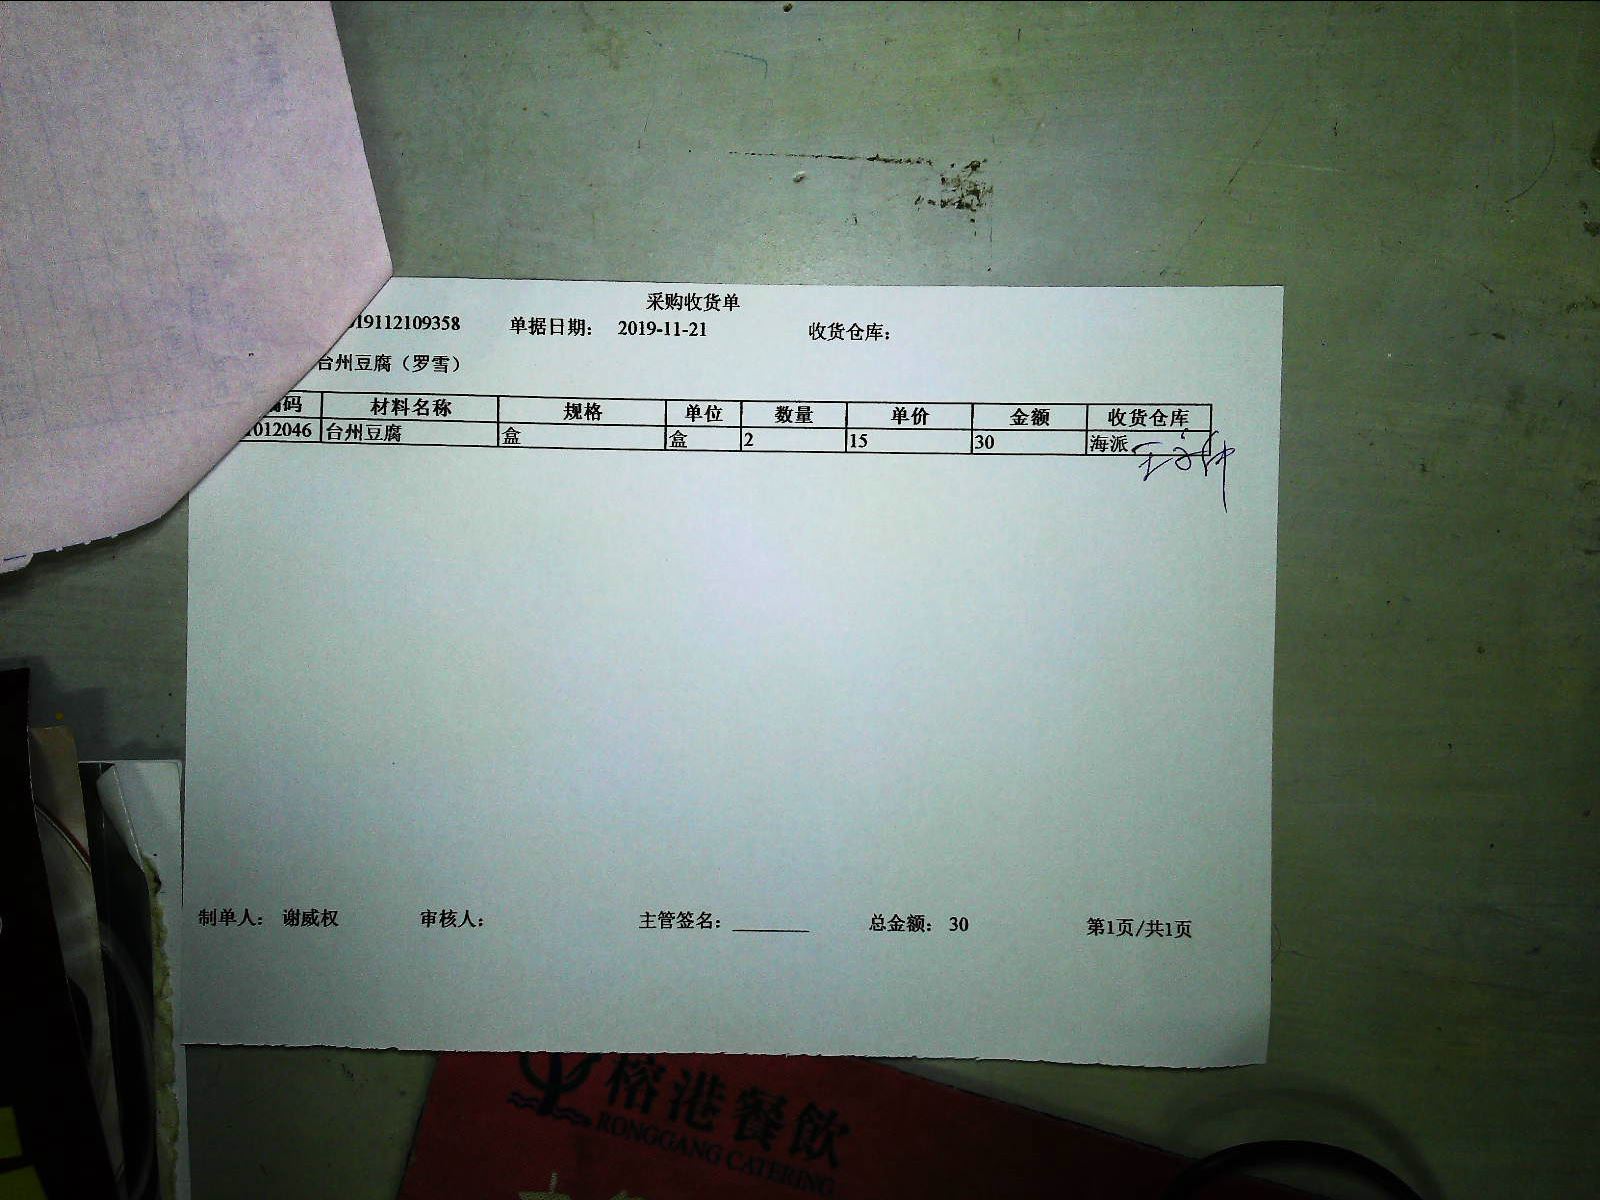 采购收货单
19112109358 单据日期： 2019-11-21 收货仓库：
台州豆腐（罗雪）
编码 材料名称 规格 单位 数量 单价 金额 收货仓库
1012046 台州豆腐 盒 盒 2 15 30 海派
制单人： 谢威权 审核人： 主管签名：________ 总金额： 30 第1页/共1页
榕港餐飲
RONGGANG CATERING